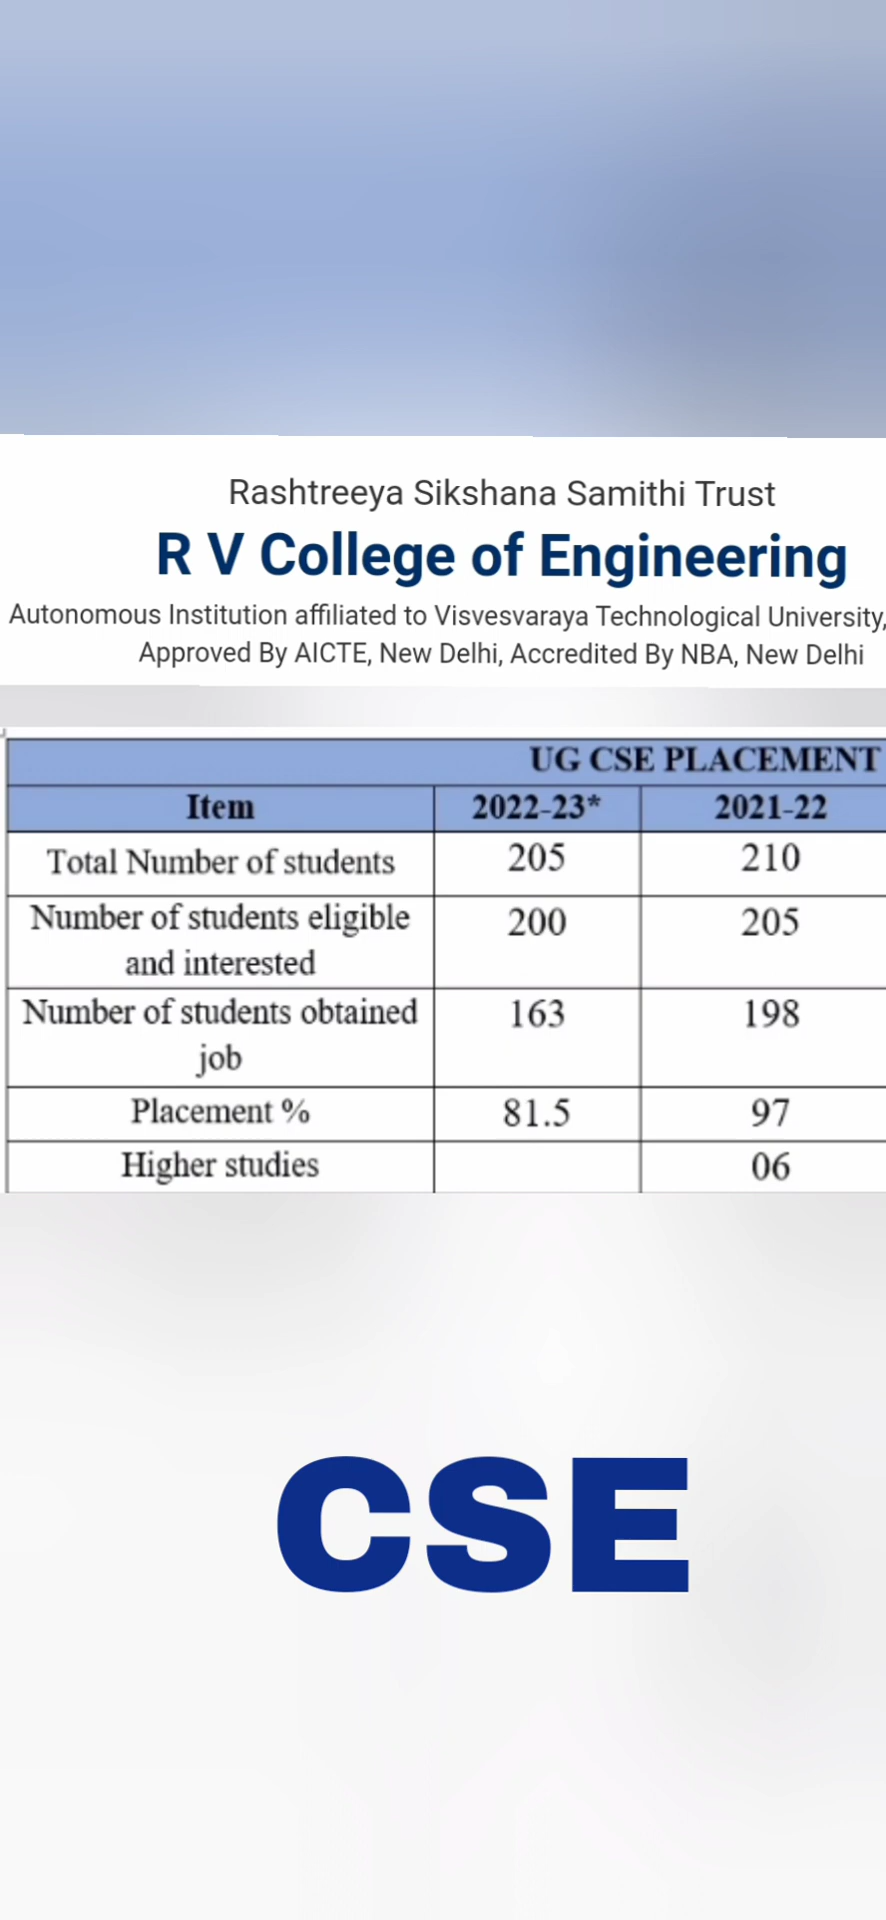 Rashtreeya Sikshana Samithi Trust
R V College of Engineering
Autonomous Institution affiliated to Visvesvaraya Technological University,
Approved By AICTE, New Delhi, Accredited By NBA, New Delhi
UG CSE PLACEMENT
Item 2022-23* 2021-22
Total Number of students 205 210
Number of students eligible and interested 200 205
Number of students obtained job 163 198
Placement % 81.5 97
Higher studies 06
CSE